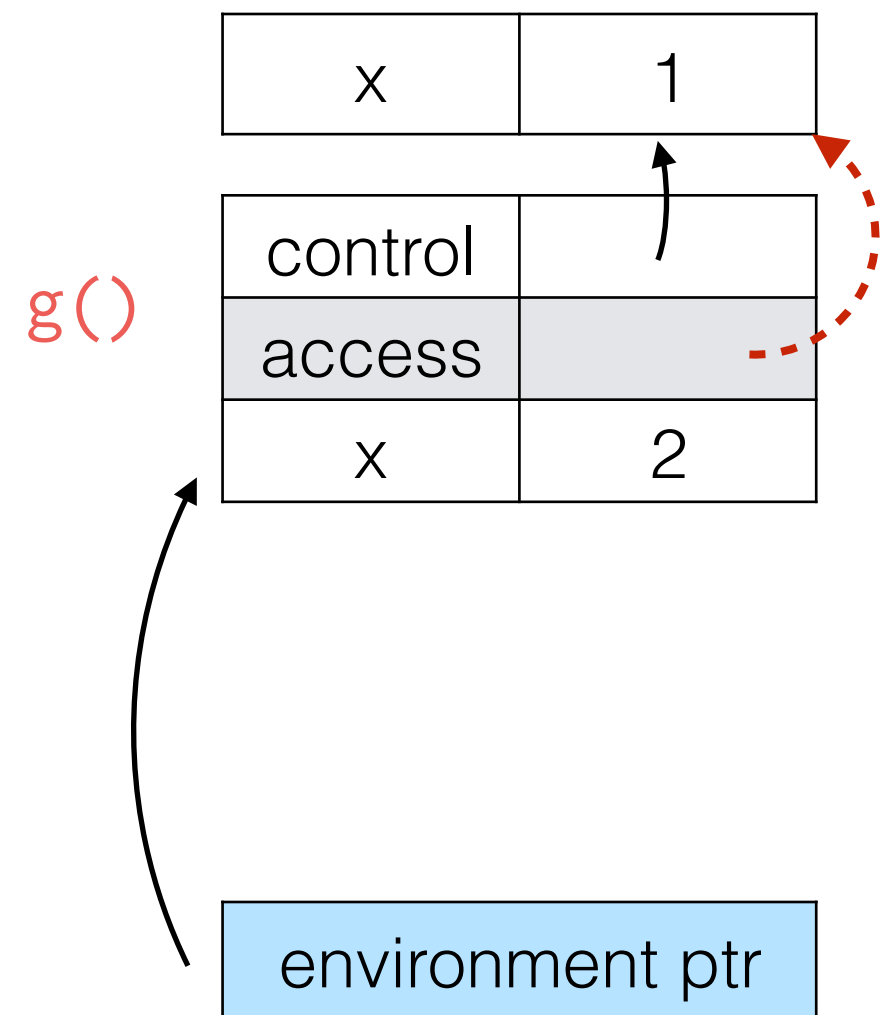 x 1
control
g()
access
x 2
environment ptr